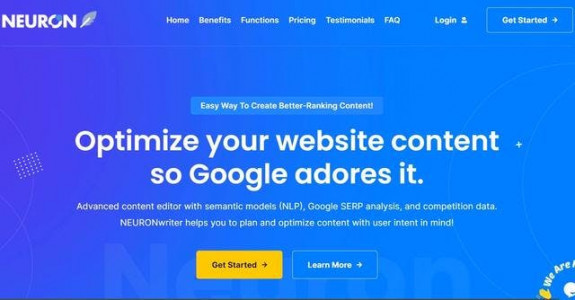 NEURON
Home Benefits Functions Pricing Testimonials FAQ Login Get Started →
Easy Way To Create Better-Ranking Content!
Optimize your website content
so Google adores it.
Advanced content editor with semantic models (NLP), Google SERP analysis, and competition data.
NEURONwriter helps you to plan and optimize content with user intent in mind!
Get Started → Learn More →
Neuron
We Are